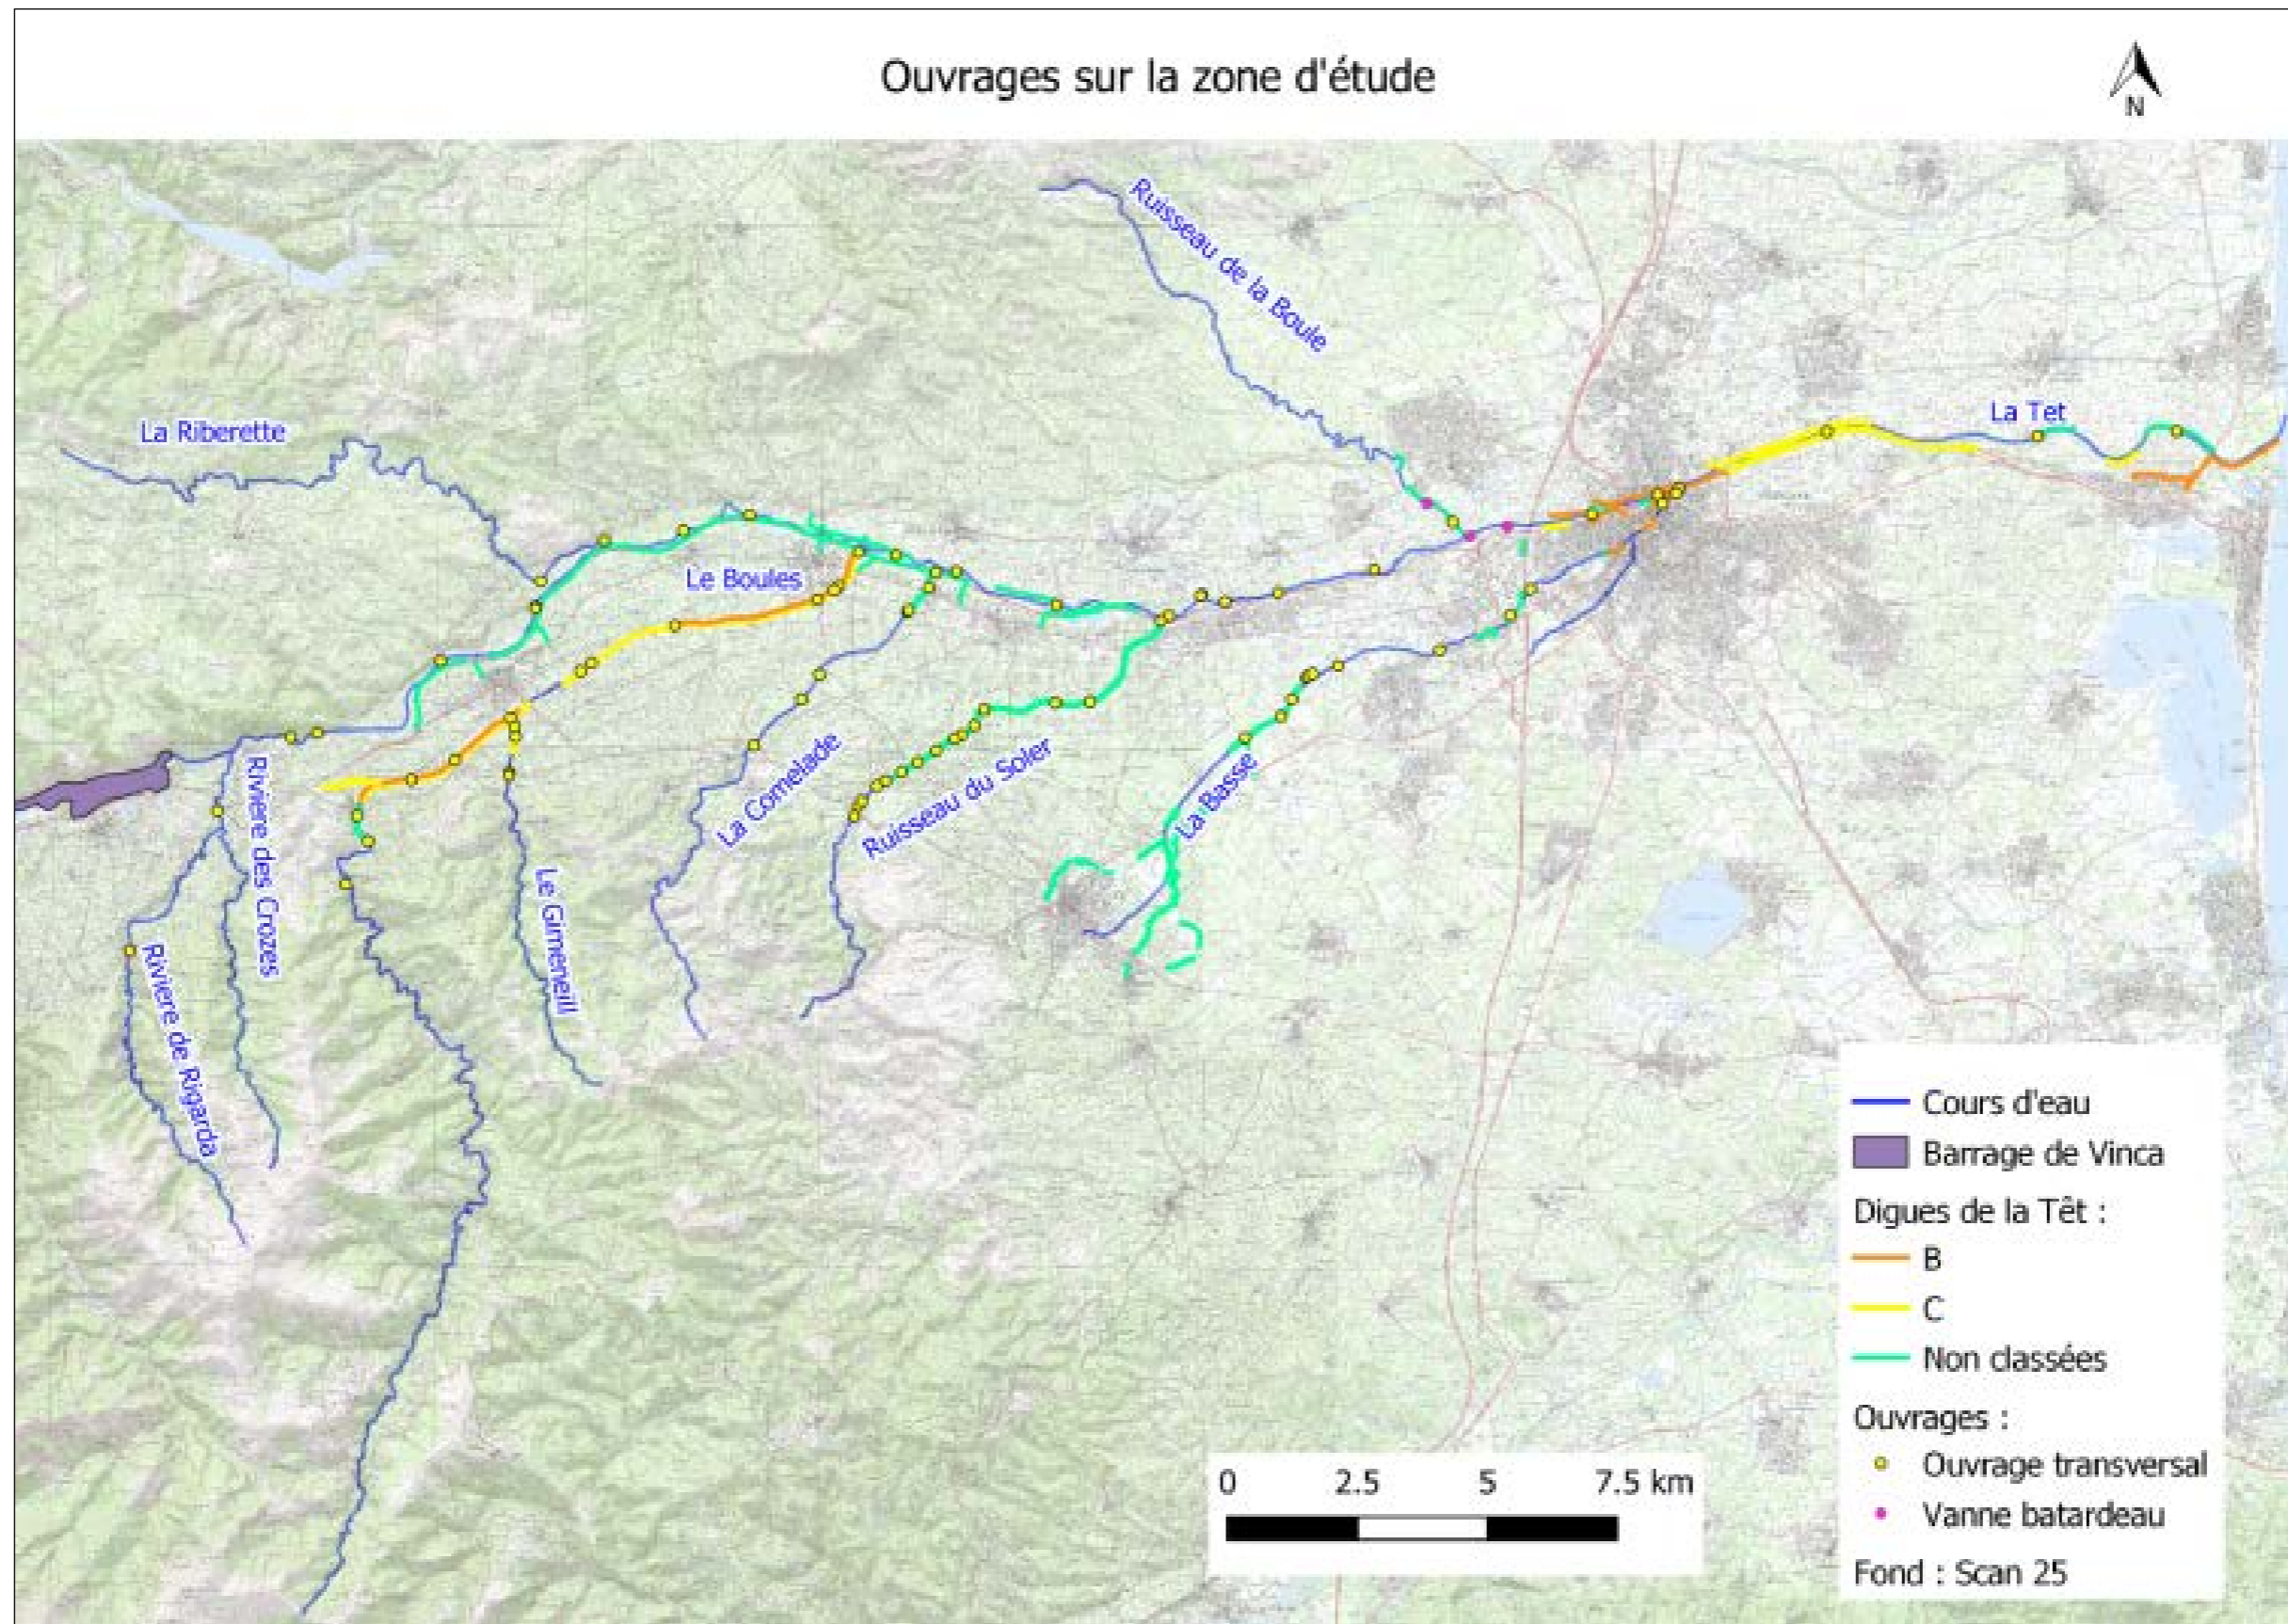 Ouvrages sur la zone d'étude
N
Ruisseau de la Boule
La Riberette
La Tet
Le Boules
La Comelade
Ruisseau du Soler
La Basse
Riviere des Crozes
Le Gimeneill
Riviere de Rigarda
Cours d'eau
Barrage de Vinca
Digues de la Têt :
B
C
Non classées
Ouvrages :
Ouvrage transversal
Vanne batardeau
Fond : Scan 25
0 2.5 5 7.5 km